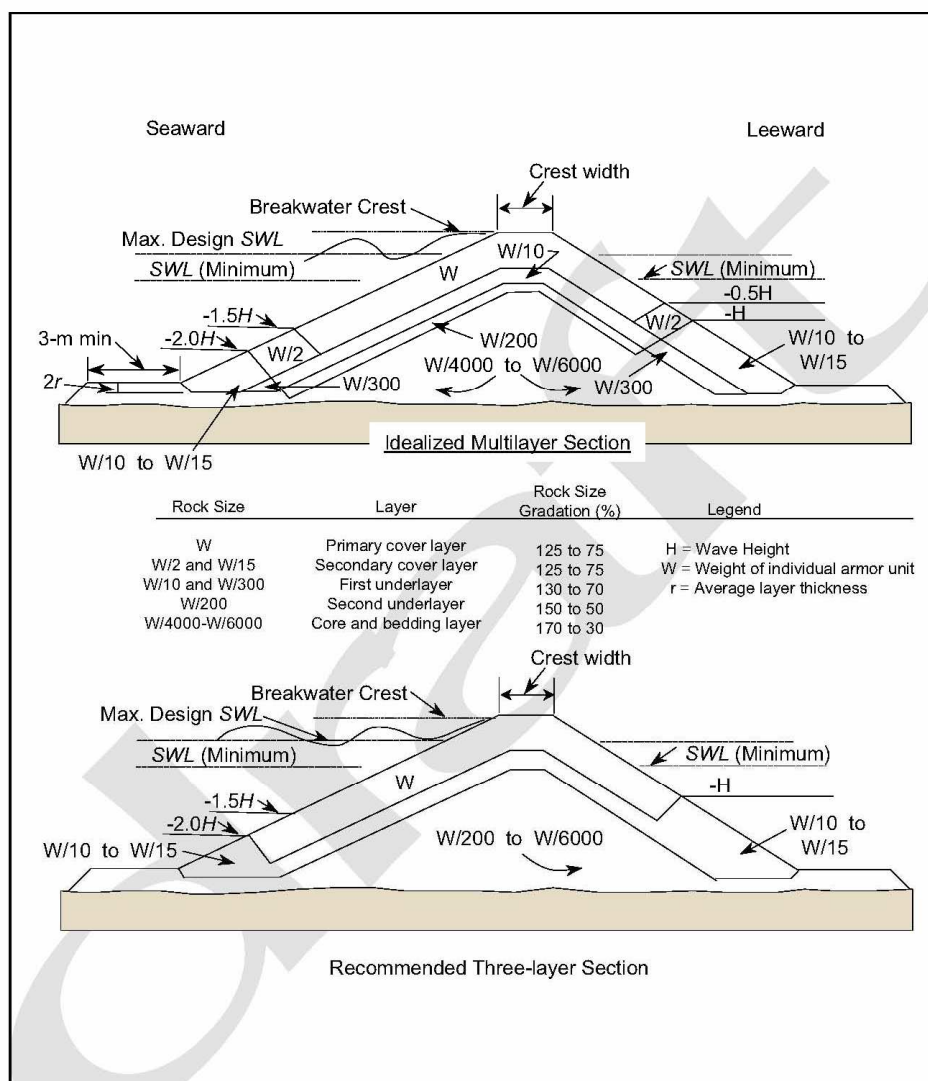 Seaward Leeward
Crest width
Breakwater Crest
Max. Design SWL
W/10
SWL (Minimum)
SWL (Minimum)
W
-0.5H
-1.5H
-H
W/2
-2.0H
3-m min
W/2
W/200
W/10 to
W/15
W/4000 to W/6000
2r
W/300
W/300
Idealized Multilayer Section
W/10 to W/15
Rock Size Layer Rock Size Gradation (%) Legend
W Primary cover layer 125 to 75 H = Wave Height
W/2 and W/15 Secondary cover layer 125 to 75 W = Weight of individual armor unit
W/10 and W/300 First underlayer 130 to 70 r = Average layer thickness
W/200 Second underlayer 150 to 50
W/4000-W/6000 Core and bedding layer 170 to 30
Crest width
Breakwater Crest
Max. Design SWL
SWL (Minimum)
SWL (Minimum)
W
-H
-1.5H
-2.0H
W/10 to W/15
W/200 to W/6000
W/10 to
W/15
Recommended Three-layer Section
draft